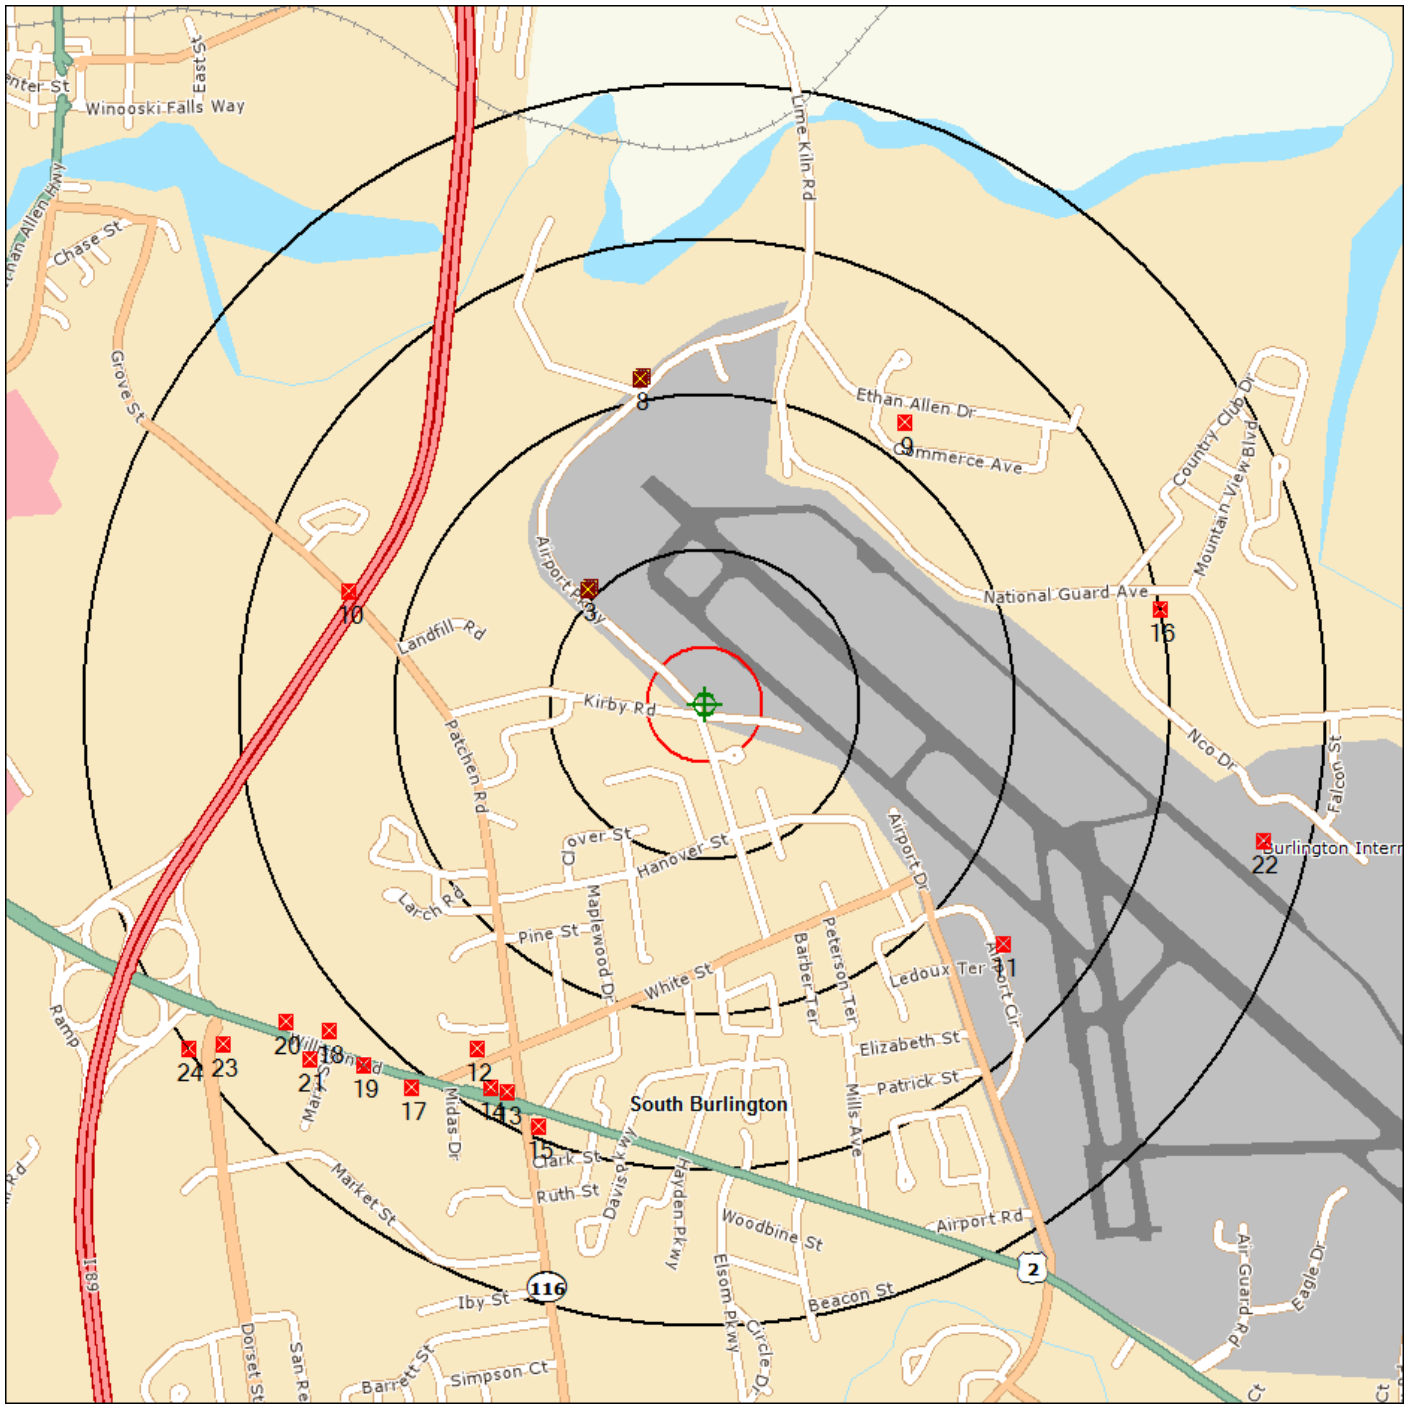 East St
enter St
Winooski Falls Way
Lime Kiln Rd
Chase St
Grove St
8
Ethan Allen Dr
9
Commerce Ave
Country Club Dr
Mountain View Blvd
Airport Pkwy
3
10
Landfill Rd
National Guard Ave
16
Kirby Rd
Patchen Rd
Nco Dr
Falcon St
Clover St
Hanover St
Airport Dr
22
Burlington Intern
Larch Rd
Maplewood Dr
Pine St
White St
Barber Ter
Peterson Ter
Ledoux Ter
11
Airport Cir
Ramp
20
18
21
19
23
24
17
12
14
13
15
Elizabeth St
Patrick St
Midas Dr
South Burlington
Mills Ave
Clark St
Ruth St
Davis Pkwy
Hayden Pkwy
Market St
Woodbine St
Airport Rd
I 89
2
116
Iby St
Elsom Pkwy
Beacon St
Circle Dr
Air Guard Rd
Eagle Dr
Dorset St
San Re
Barrett St
Simpson Ct
Ct
Ct